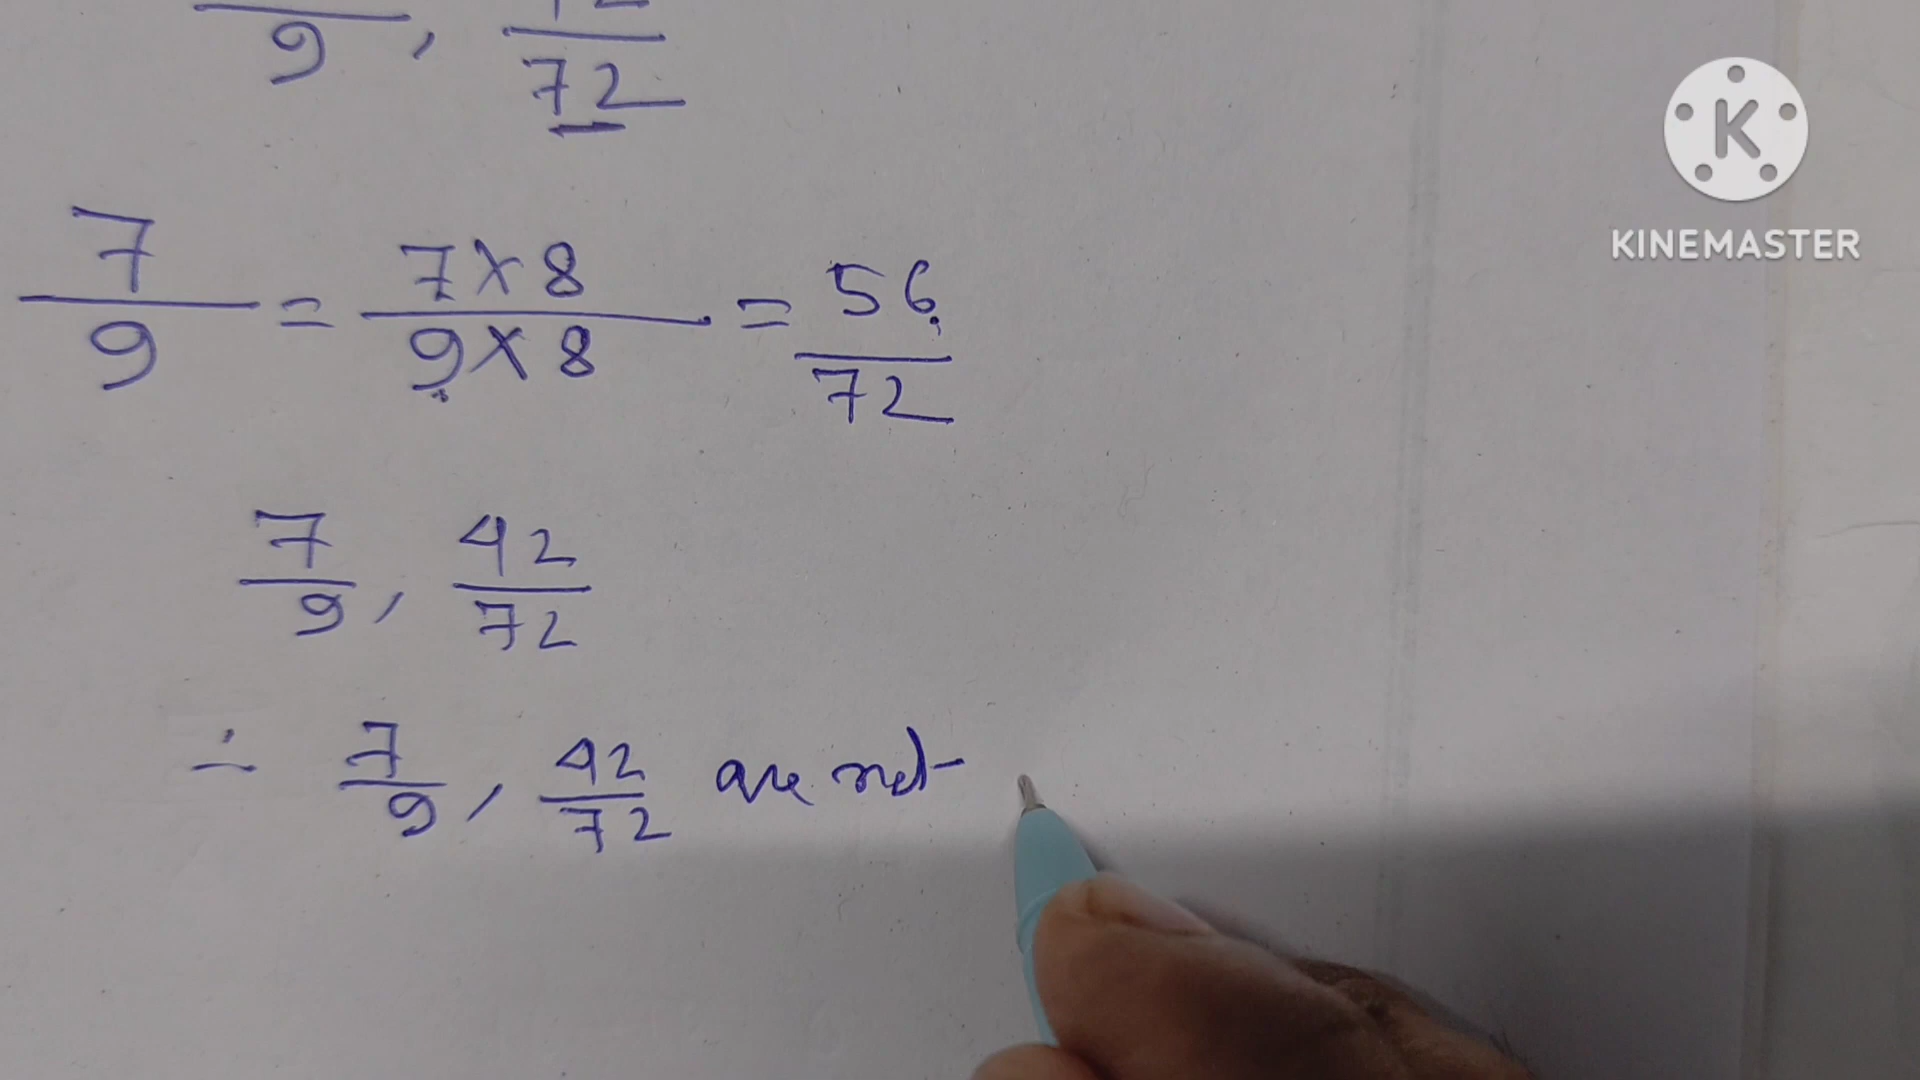 9 , 72
7/9 = 7×8/9×8 = 56/72
7/9 , 42/72
∴ 7/9 , 42/72 are not
K
KINEMASTER